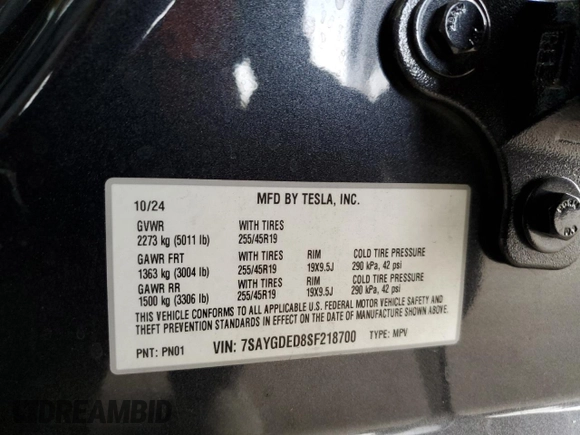 10/24 MFD BY TESLA, INC.
GVWR WITH TIRES
2273 kg (5011 lb) 255/45R19
GAWR FRT WITH TIRES RIM COLD TIRE PRESSURE
1363 kg (3004 lb) 255/45R19 19X9.5J 290 kPa, 42 psi
GAWR RR WITH TIRES RIM COLD TIRE PRESSURE
1500 kg (3306 lb) 255/45R19 19X9.5J 290 kPa, 42 psi
THIS VEHICLE CONFORMS TO ALL APPLICABLE U.S. FEDERAL MOTOR VEHICLE SAFETY AND
THEFT PREVENTION STANDARDS IN EFFECT ON THE DATE OF MANUFACTURE SHOWN ABOVE.
PNT: PN01 VIN: 7SAYGDED8SF218700 TYPE: MPV
DREAMBID